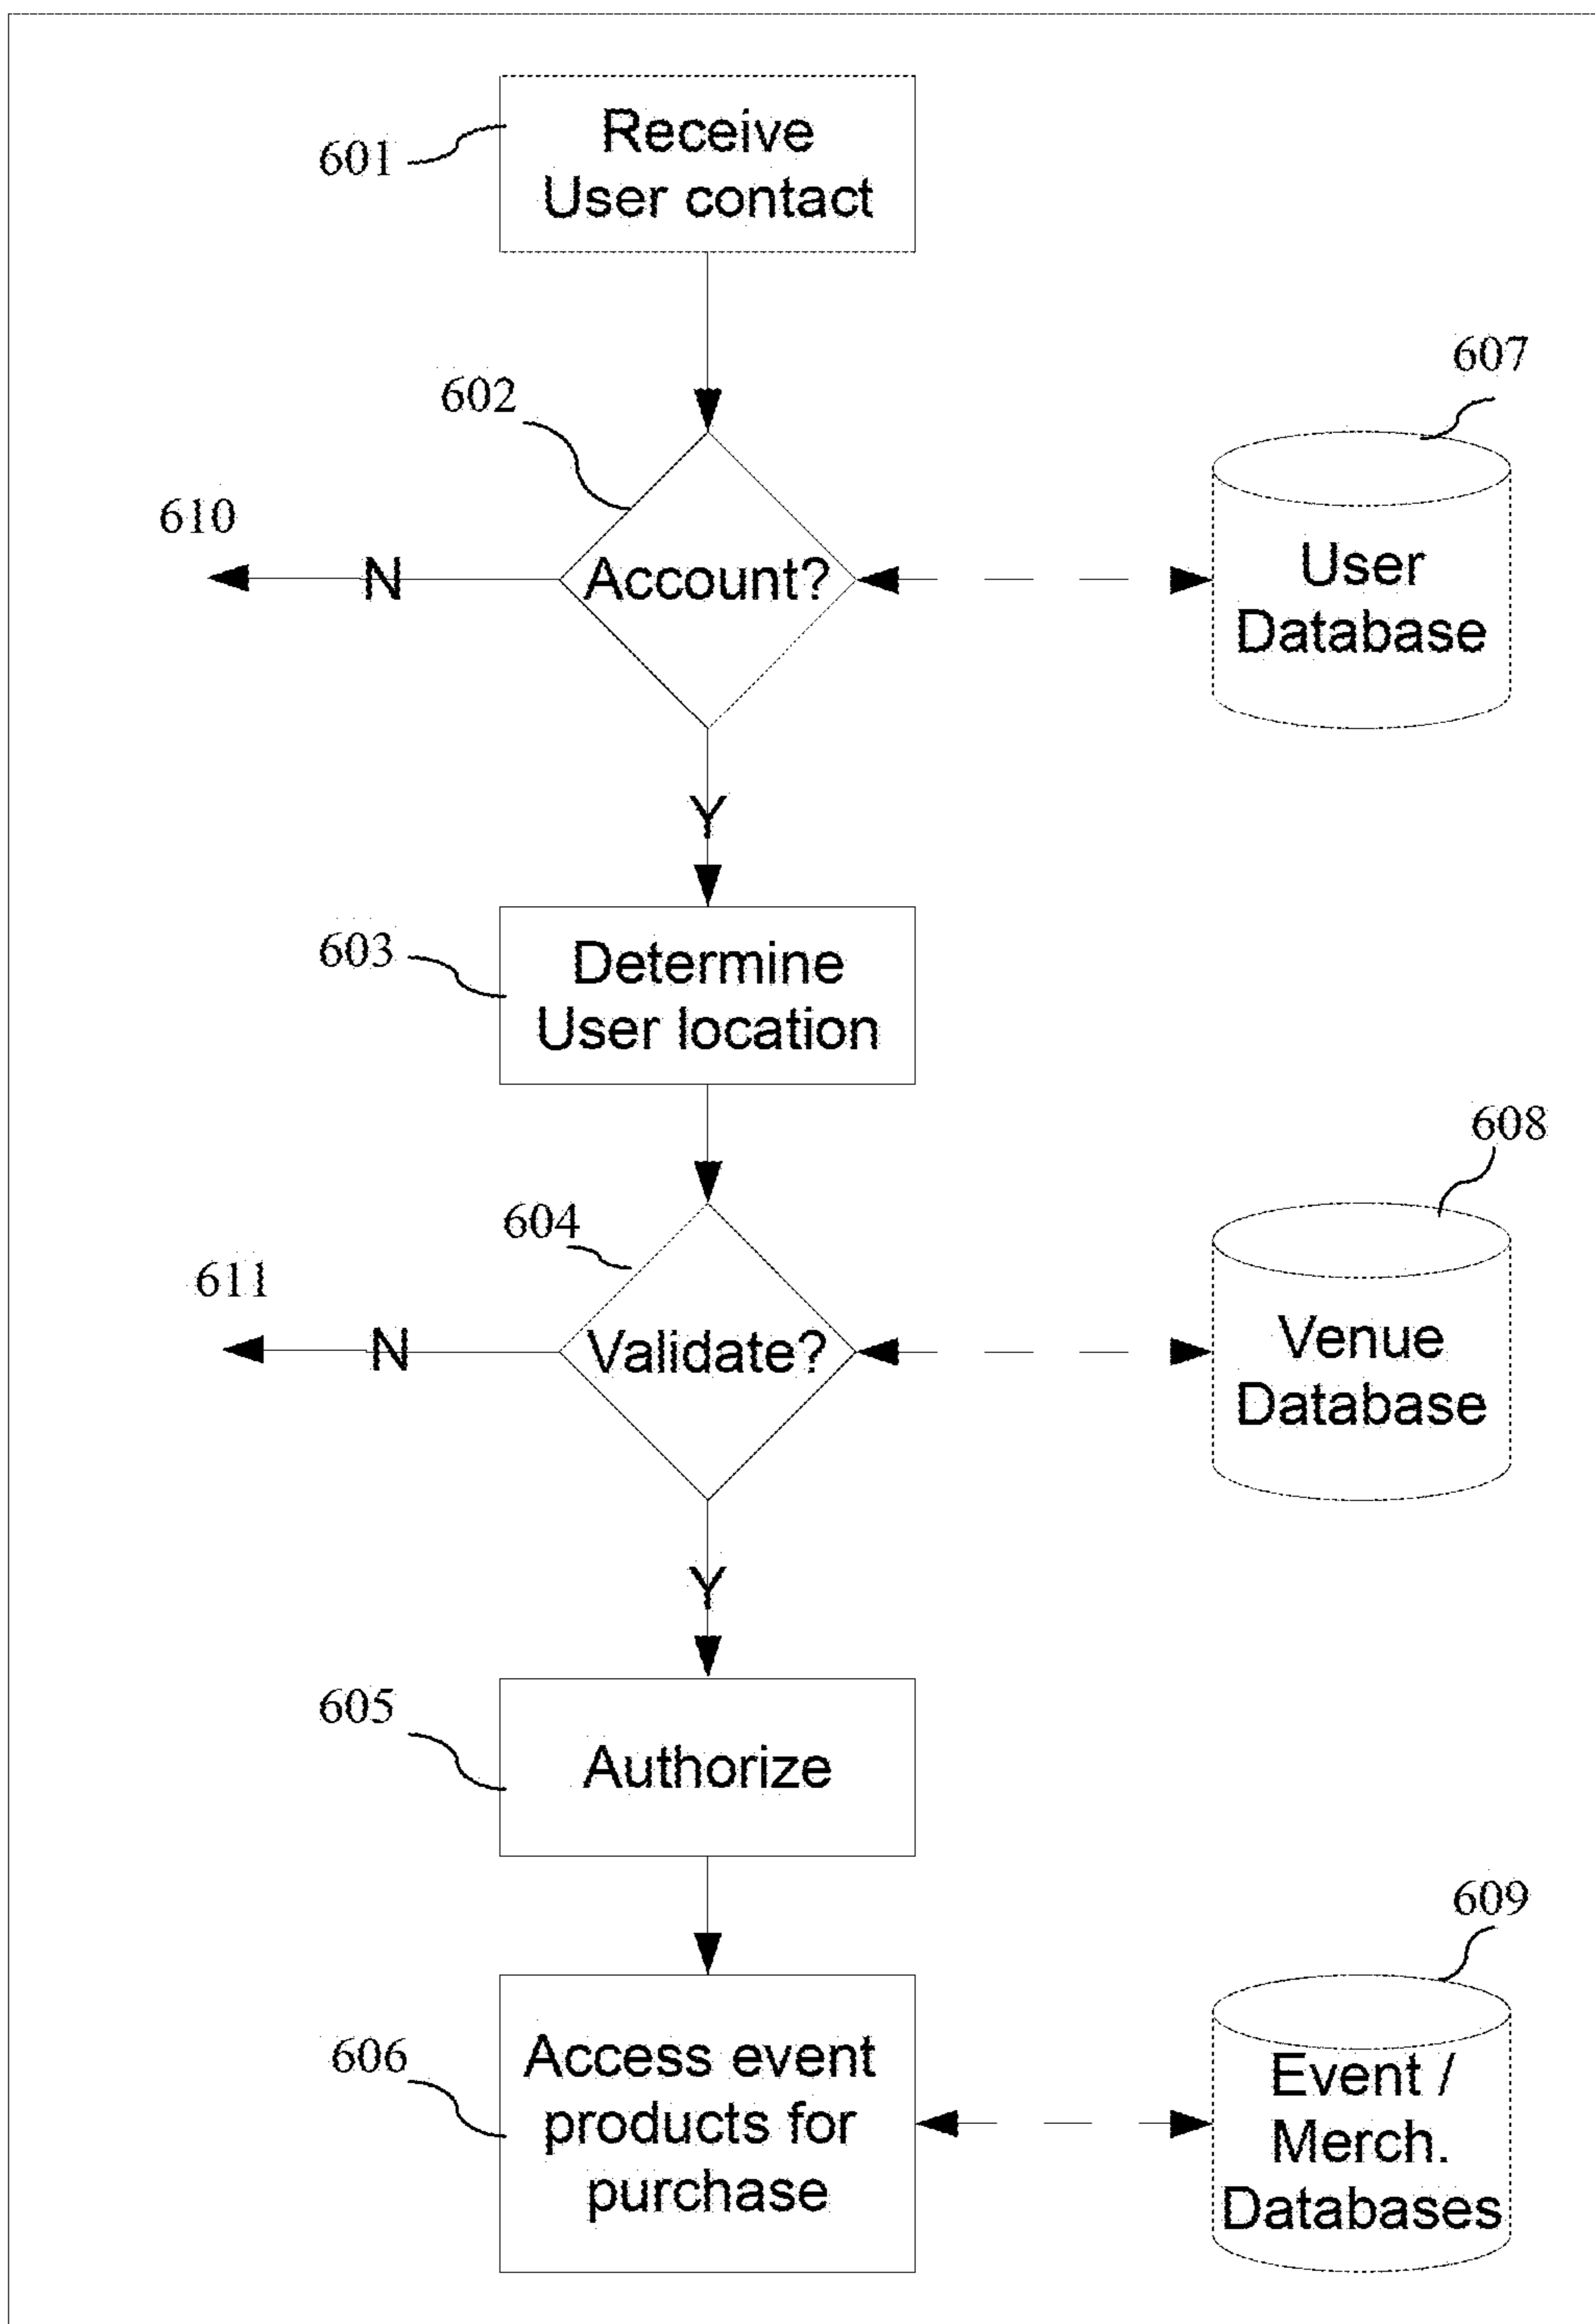 601
Receive
User contact
602
607
610
N
Account?
User
Database
Y
603
Determine
User location
608
604
611
N
Validate?
Venue
Database
Y
605
Authorize
609
606
Access event
products for
purchase
Event /
Merch.
Databases